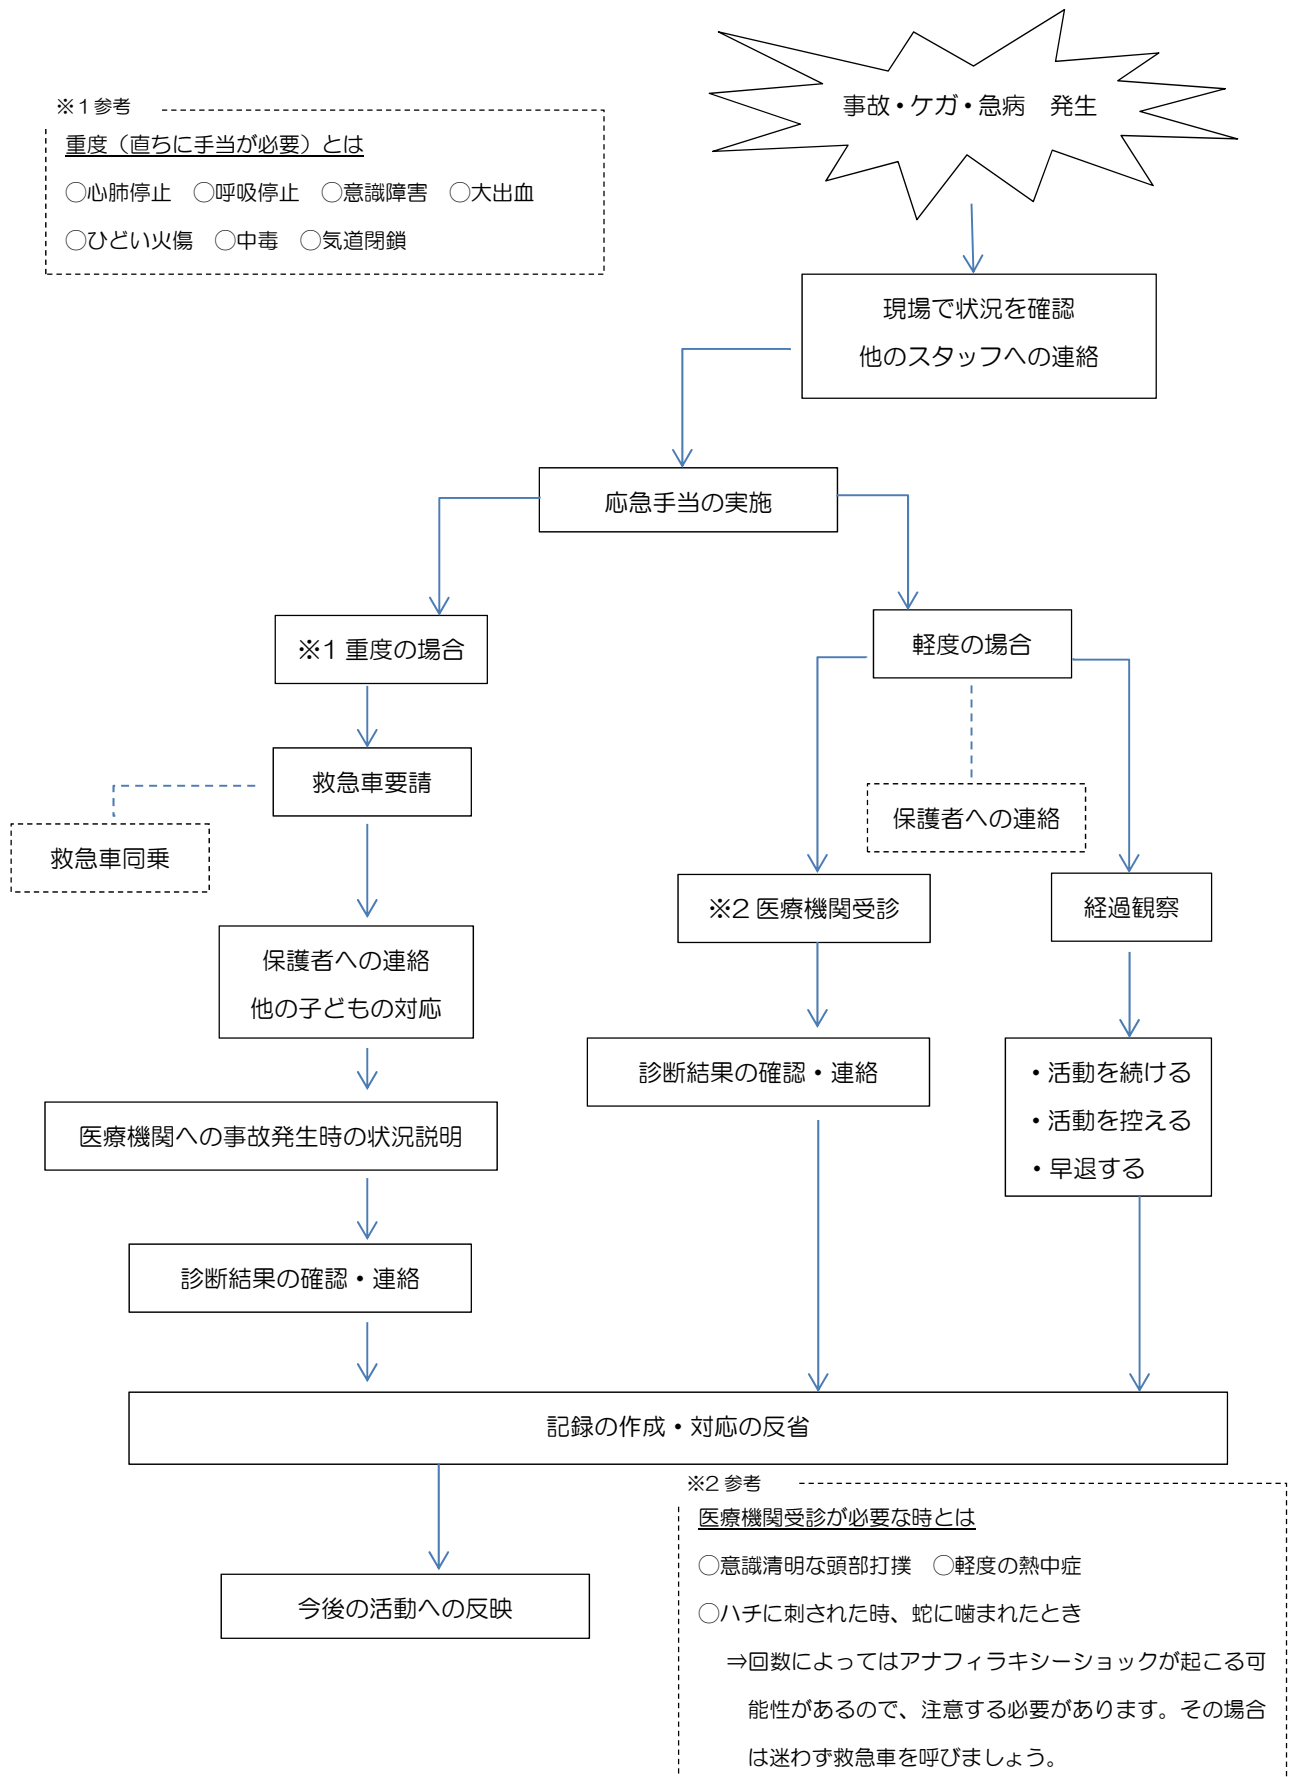 事故・ケガ・急病　発生
※１参考
重度（直ちに手当が必要）とは
○心肺停止　○呼吸停止　○意識障害　○大出血
○ひどい火傷　○中毒　○気道閉鎖
現場で状況を確認
他のスタッフへの連絡
応急手当の実施
※1 重度の場合
軽度の場合
救急車要請
救急車同乗
保護者への連絡
※2 医療機関受診
経過観察
保護者への連絡
他の子どもの対応
診断結果の確認・連絡
・活動を続ける
・活動を控える
・早退する
医療機関への事故発生時の状況説明
診断結果の確認・連絡
記録の作成・対応の反省
今後の活動への反映
※2 参考
医療機関受診が必要な時とは
○意識清明な頭部打撲　○軽度の熱中症
○ハチに刺された時、蛇に噛まれたとき
⇒回数によってはアナフィラキシーショックが起こる可
能性があるので、注意する必要があります。その場合
は迷わず救急車を呼びましょう。